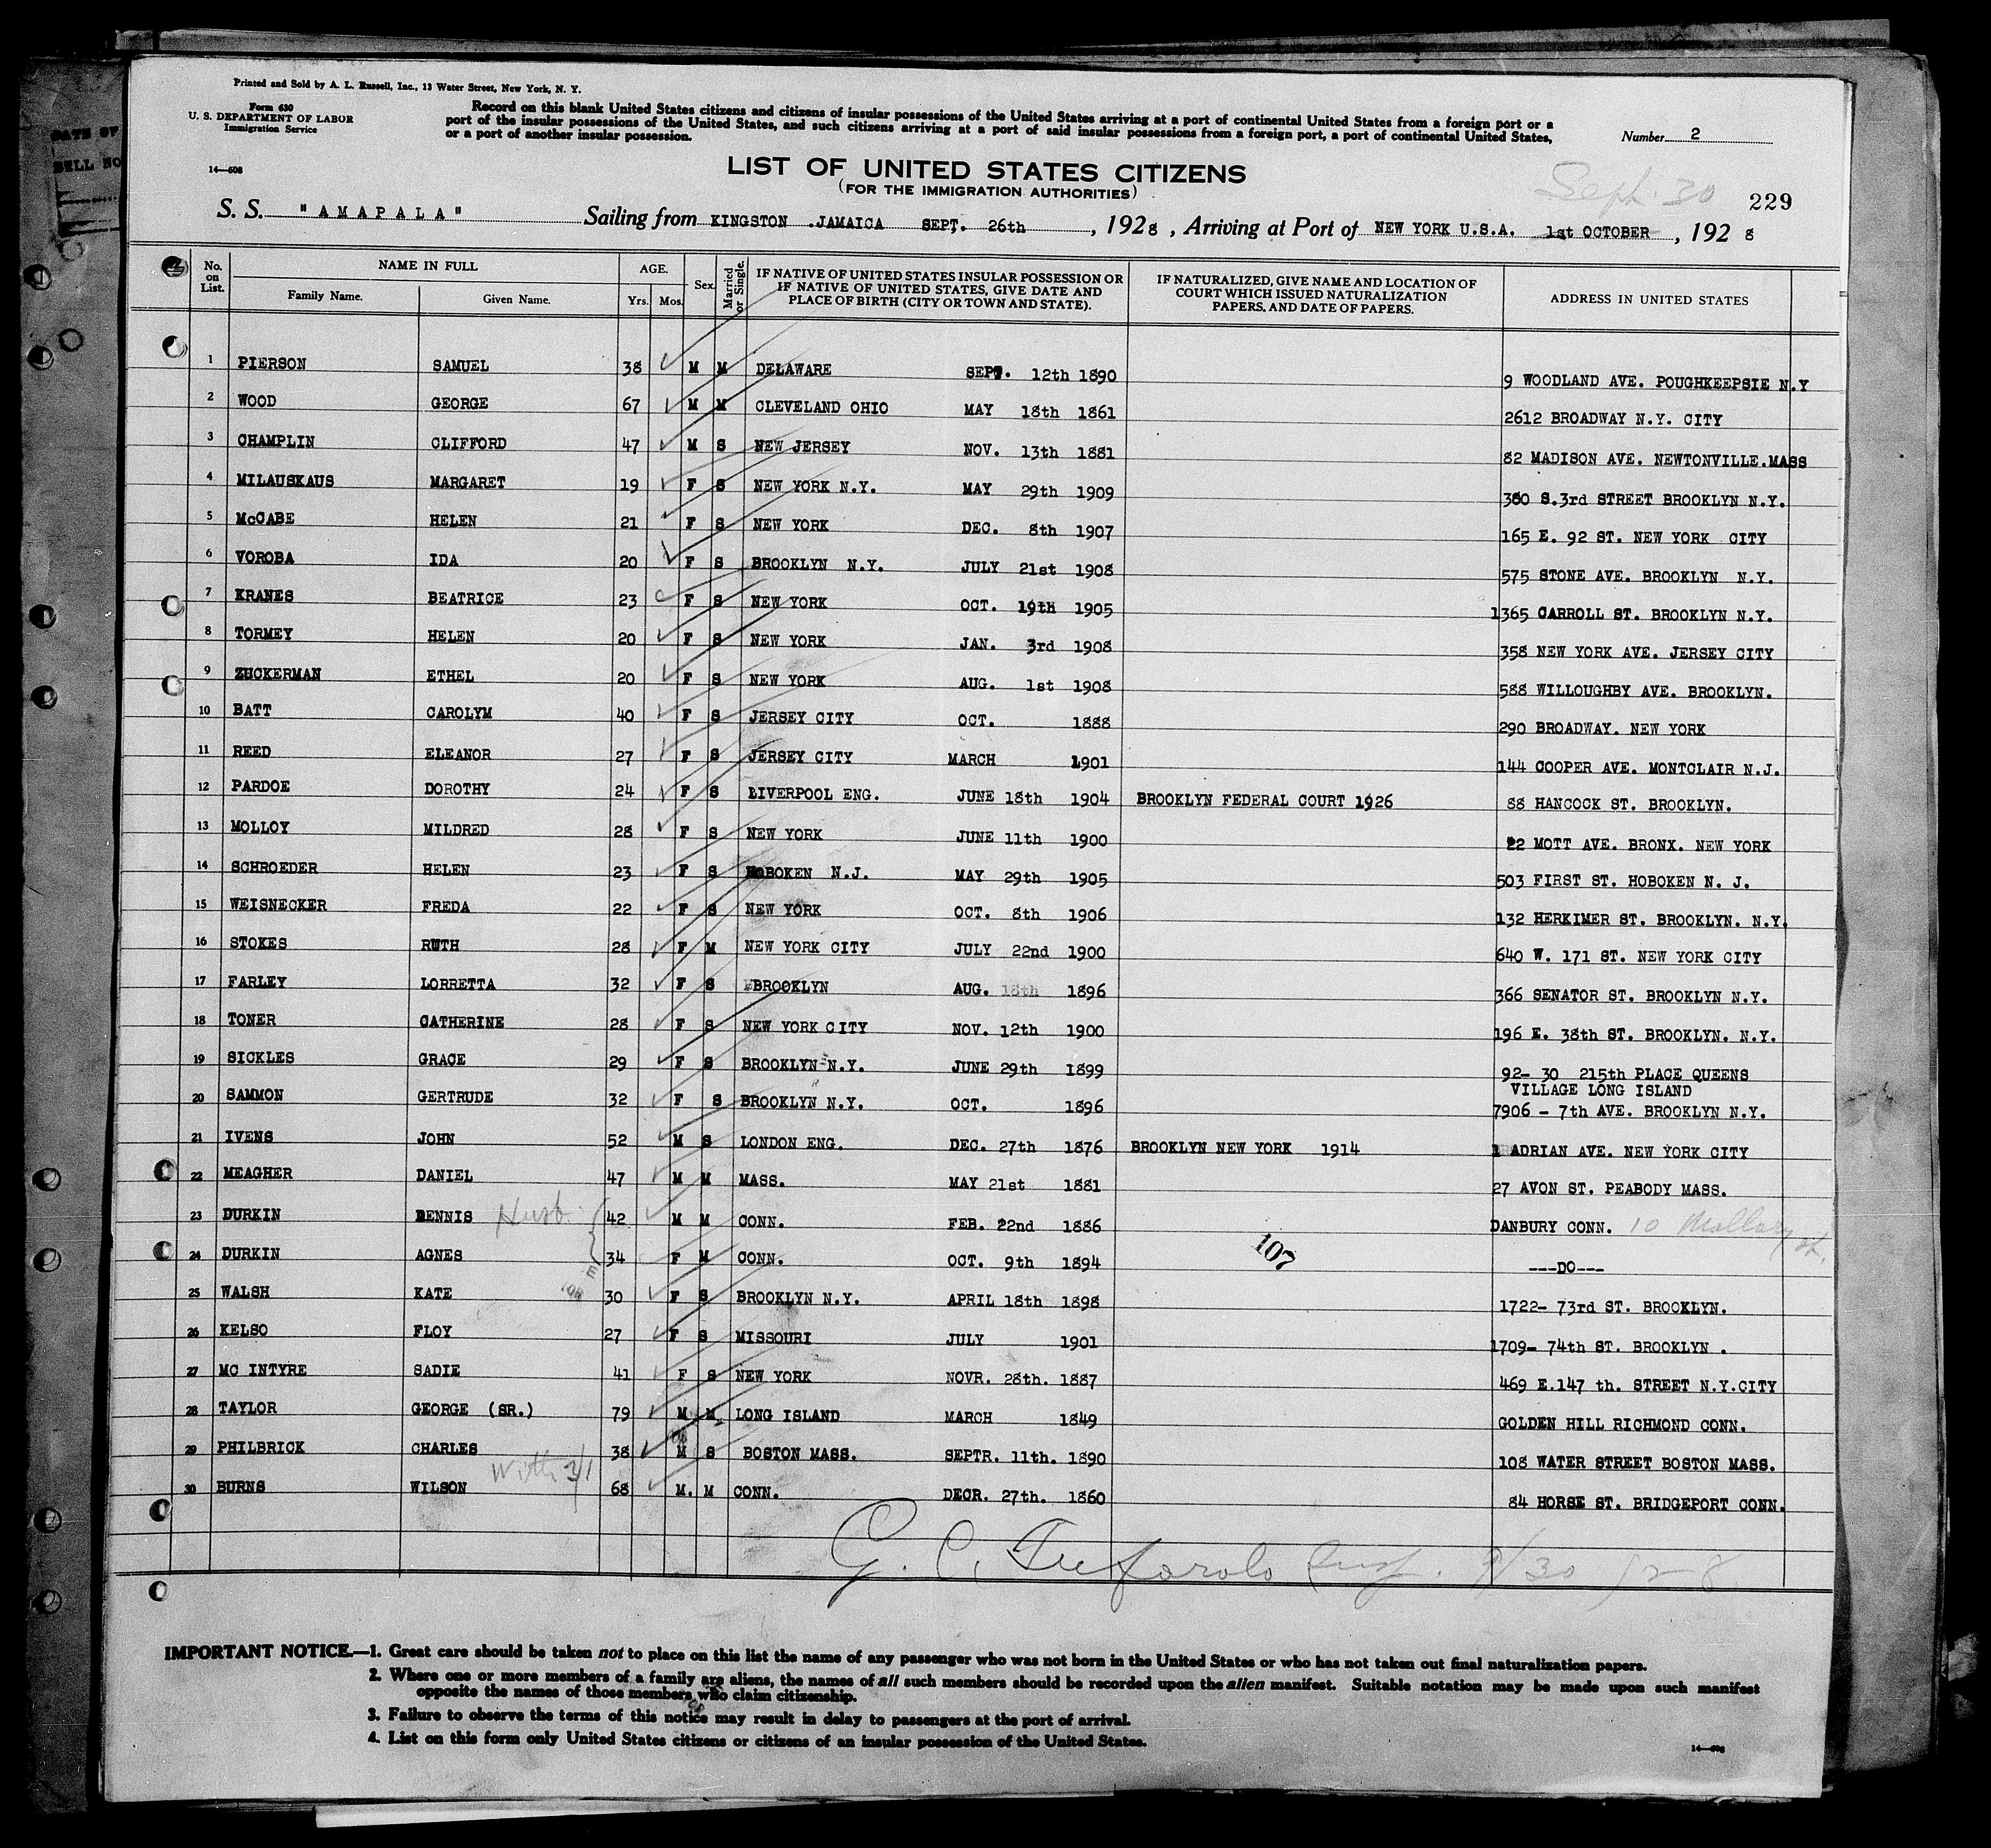 DATE OF
BELL NO
Printed and Sold by A. L. Russell, Inc., 13 Water Street, New York, N. Y.
Form 630
U. S. DEPARTMENT OF LABOR
Immigration Service
14—608
Record on this blank United States citizens and citizens of insular possessions of the United States arriving at a port of continental United States from a foreign port or a
port of the insular possessions of the United States, and such citizens arriving at a port of said insular possessions from a foreign port, a port of continental United States,
or a port of another insular possession.
Number 2
LIST OF UNITED STATES CITIZENS
(FOR THE IMMIGRATION AUTHORITIES)
Sept. 30
229
S. S. "AMAPALA" Sailing from KINGSTON .JAMAICA SEPT. 26th, 1928, Arriving at Port of NEW YORK U.S.A. 1st OCTOBER, 1928
No. on List. NAME IN FULL AGE. Sex. Married or Single. IF NATIVE OF UNITED STATES INSULAR POSSESSION OR IF NATIVE OF UNITED STATES, GIVE DATE AND PLACE OF BIRTH (CITY OR TOWN AND STATE). IF NATURALIZED, GIVE NAME AND LOCATION OF COURT WHICH ISSUED NATURALIZATION PAPERS, AND DATE OF PAPERS. ADDRESS IN UNITED STATES
Family Name. Given Name. Yrs. Mos.
1 PIERSON SAMUEL 38 M M DELAWARE SEPT. 12th 1890 9 WOODLAND AVE. POUGHKEEPSIE N.Y
2 WOOD GEORGE 67 M M CLEVELAND OHIO MAY 18th 1861 2612 BROADWAY N.Y. CITY
3 CHAMPLIN CLIFFORD 47 M S NEW JERSEY NOV. 13th 1881 82 MADISON AVE. NEWTONVILLE.MASS
4 MILAUSKAUS MARGARET 19 F S NEW YORK N.Y. MAY 29th 1909 380 S.3rd STREET BROOKLYN N.Y.
5 McCABE HELEN 21 F S NEW YORK DEC. 8th 1907 165 E. 92 ST. NEW YORK CITY
6 VOROBA IDA 20 F S BROOKLYN N.Y. JULY 21st 1908 575 STONE AVE. BROOKLYN N.Y.
7 KRANES BEATRICE 23 F S NEW YORK OCT. 19th 1905 1365 CARROLL ST. BROOKLYN N.Y.
8 TORMEY HELEN 20 F S NEW YORK JAN. 3rd 1908 358 NEW YORK AVE. JERSEY CITY
9 ZUCKERMAN ETHEL 20 F S NEW YORK AUG. 1st 1908 588 WILLOUGHBY AVE. BROOKLYN.
10 BATT CAROLYM 40 F S JERSEY CITY OCT. 1888 290 BROADWAY. NEW YORK
11 REED ELEANOR 27 F S JERSEY CITY MARCH 1901 144 COOPER AVE. MONTCLAIR N.J.
12 PARDOE DOROTHY 24 F S LIVERPOOL ENG. JUNE 18th 1904 BROOKLYN FEDERAL COURT 1926 88 HANCOCK ST. BROOKLYN.
13 MOLLOY MILDRED 28 F S NEW YORK JUNE 11th 1900 22 MOTT AVE. BRONX. NEW YORK
14 SCHROEDER HELEN 23 F S HOBOKEN N.J. MAY 29th 1905 503 FIRST ST. HOBOKEN N. J.
15 WEISNECKER FREDA 22 F S NEW YORK OCT. 8th 1906 132 HERKIMER ST. BROOKLYN. N.Y.
16 STOKES RUTH 28 F M NEW YORK CITY JULY 22nd 1900 640 W. 171 ST. NEW YORK CITY
17 FARLEY LORRETTA 32 F S BROOKLYN AUG. 18th 1896 366 SENATOR ST. BROOKLYN N.Y.
18 TONER CATHERINE 28 F S NEW YORK CITY NOV. 12th 1900 196 E. 38th ST. BROOKLYN. N.Y.
19 SICKLES GRACE 29 F S BROOKLYN N.Y. JUNE 29th 1899 92- 30 215th PLACE QUEENS
VILLAGE LONG ISLAND
20 SAMMON GERTRUDE 32 F S BROOKLYN N.Y. OCT. 1896 7906 - 7th AVE. BROOKLYN N.Y.
21 IVENS JOHN 52 M S LONDON ENG. DEC. 27th 1876 BROOKLYN NEW YORK 1914 1 ADRIAN AVE. NEW YORK CITY
22 MEAGHER DANIEL 47 M M MASS. MAY 21st 1881 27 AVON ST. PEABODY MASS.
23 DURKIN DENNIS Husb. 42 M M CONN. FEB. 22nd 1886 DANBURY CONN. 10 Mallory St.
24 DURKIN AGNES 34 F M CONN. OCT. 9th 1894 107 ---DO---
25 WALSH KATE 30 F S BROOKLYN N.Y. APRIL 18th 1898 1722- 73rd ST. BROOKLYN.
26 KELSO FLOY 27 F S MISSOURI JULY 1901 1709- 74th ST. BROOKLYN .
27 MC INTYRE SADIE 41 F S NEW YORK NOVR. 28th. 1887 469 E.147 th. STREET N.Y.CITY
28 TAYLOR GEORGE (SR.) 79 M M LONG ISLAND MARCH 1849 GOLDEN HILL RICHMOND CONN.
29 PHILBRICK CHARLES 38 M S BOSTON MASS. SEPTR. 11th. 1890 108 WATER STREET BOSTON MASS.
30 BURNS WILSON With 3/1 68 M. M CONN. DECR. 27th. 1860 84 HORSE ST. BRIDGEPORT CONN.
G. C. Tufarolo Insp. 9/30/28
IMPORTANT NOTICE.—1. Great care should be taken not to place on this list the name of any passenger who was not born in the United States or who has not taken out final naturalization papers.
2. Where one or more members of a family are aliens, the names of all such members should be recorded upon the alien manifest. Suitable notation may be made upon such manifest
opposite the names of those members who claim citizenship.
3. Failure to observe the terms of this notice may result in delay to passengers at the port of arrival.
4. List on this form only United States citizens or citizens of an insular possession of the United States.
14—608